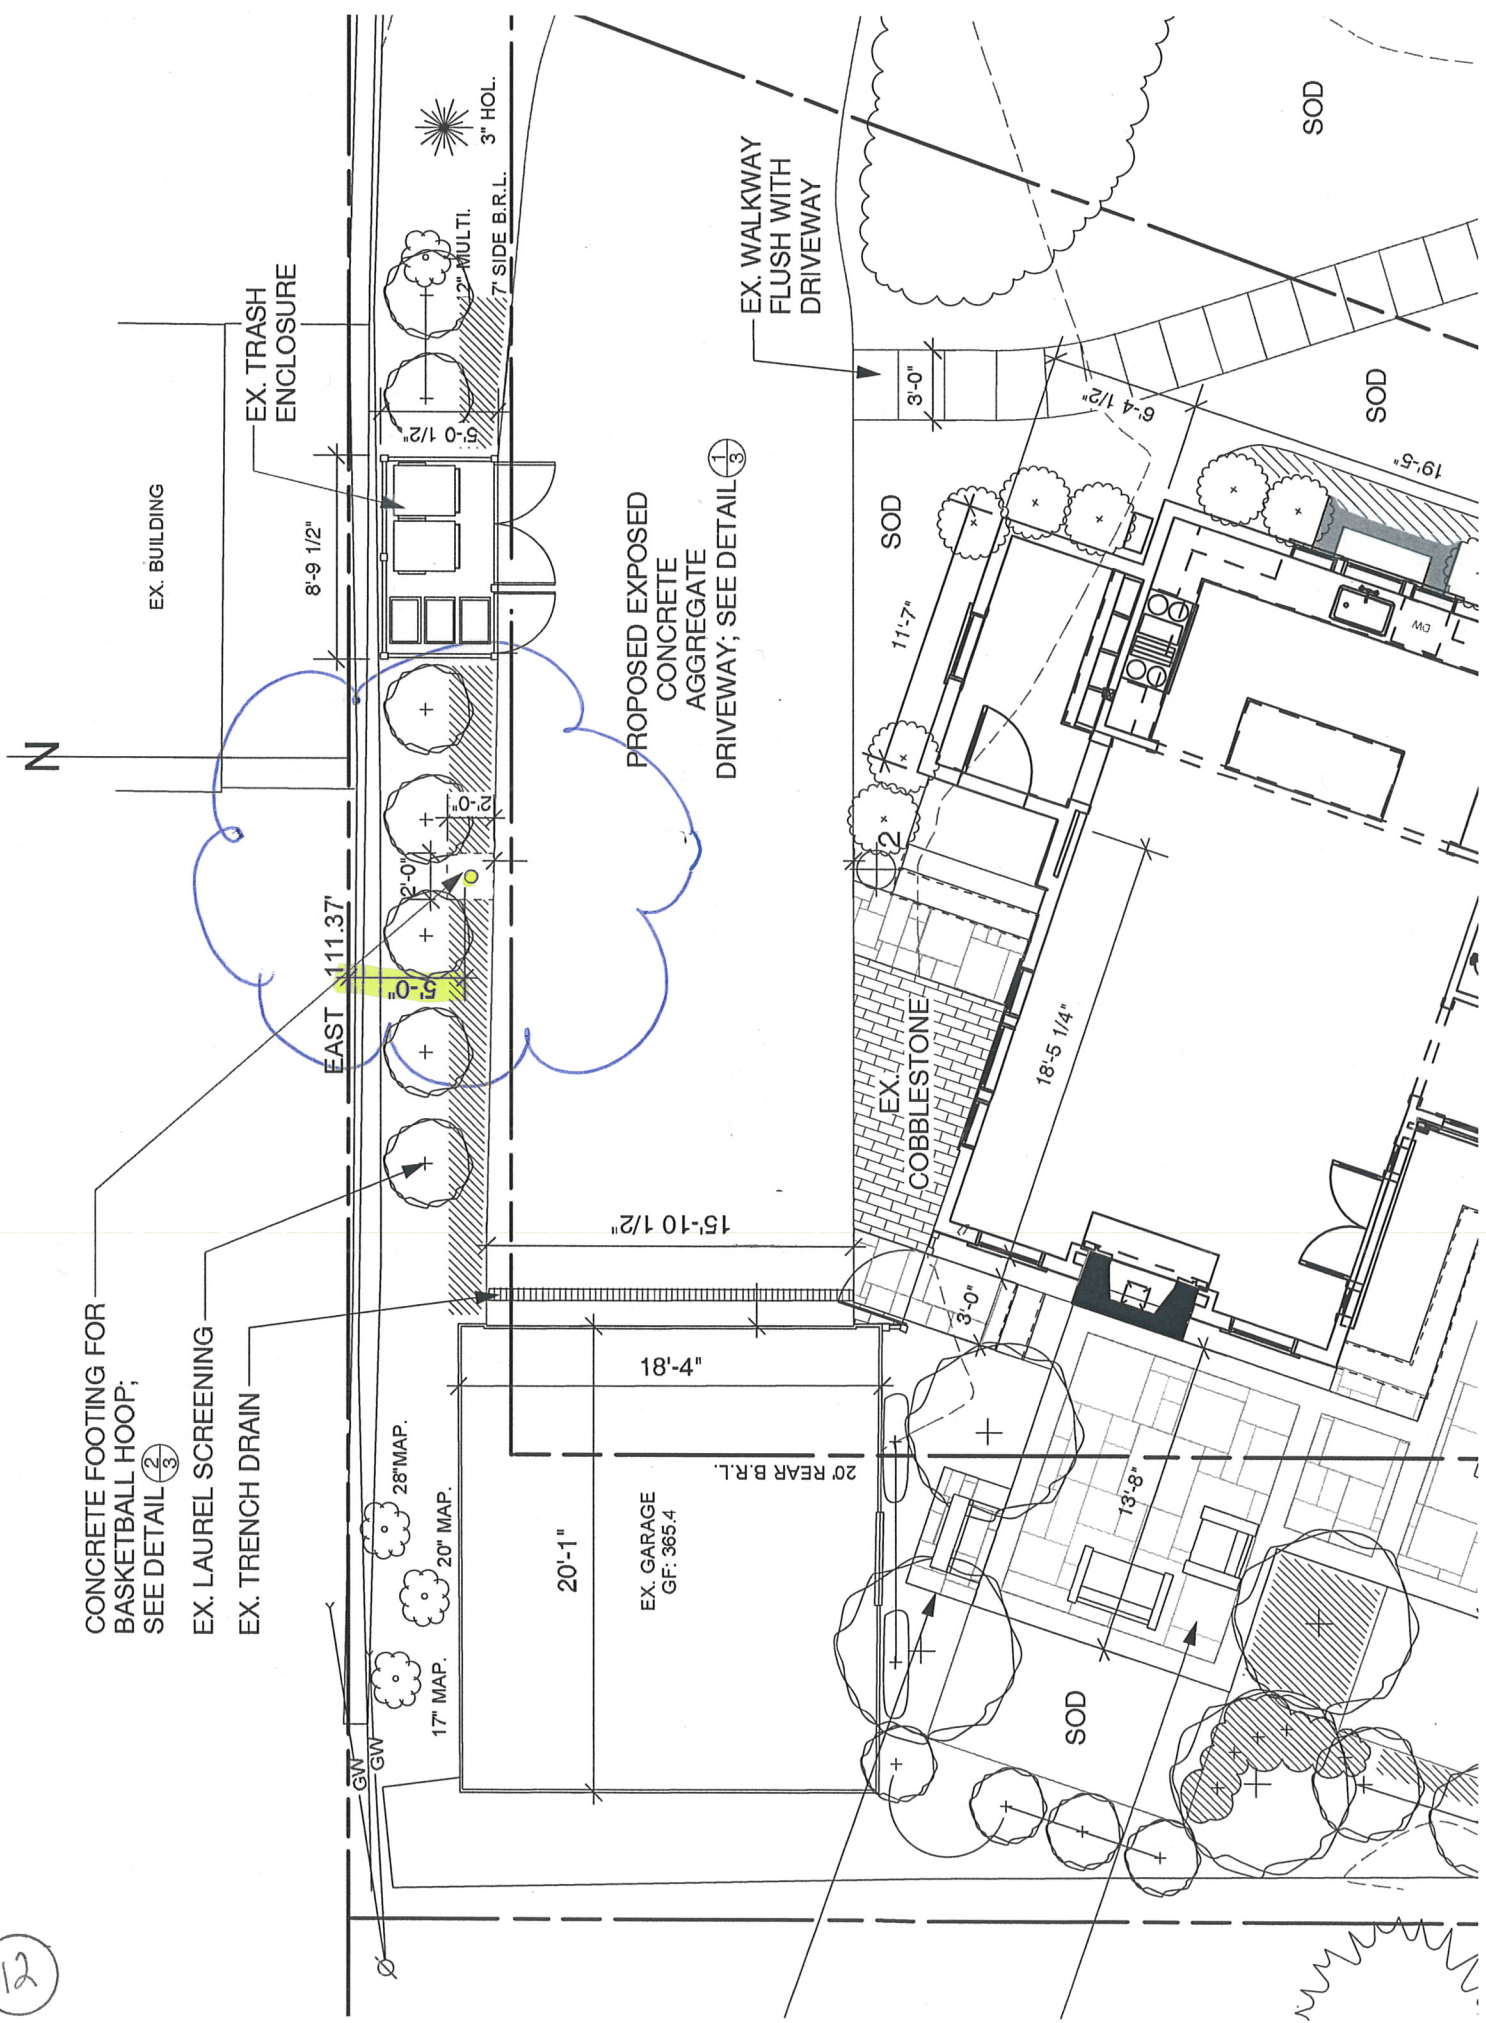 12
N
CONCRETE FOOTING FOR
BASKETBALL HOOP;
SEE DETAIL 2/3
EX. LAUREL SCREENING
EX. TRENCH DRAIN
EX. BUILDING
EX. TRASH
ENCLOSURE
8'-9 1/2"
EAST 111.37'
GW
GW
17" MAP.
20" MAP.
28"MAP.
5'-0"
2'-0"
2'-0"
5'-0 1/2"
12" MULTI.
3" HOL.
7' SIDE B.R.L.
PROPOSED EXPOSED
CONCRETE
AGGREGATE
DRIVEWAY; SEE DETAIL 1/3
EX. WALKWAY
FLUSH WITH
DRIVEWAY
3'-0"
15'-10 1/2"
18'-4"
20'-1"
EX. GARAGE
GF: 365.4
20' REAR B.R.L.
EX.
COBBLESTONE
2
SOD
11'-7"
6'-4 1/2"
19'-5"
SOD
SOD
DW
18'-5 1/4"
3'-0"
13'-8"
SOD